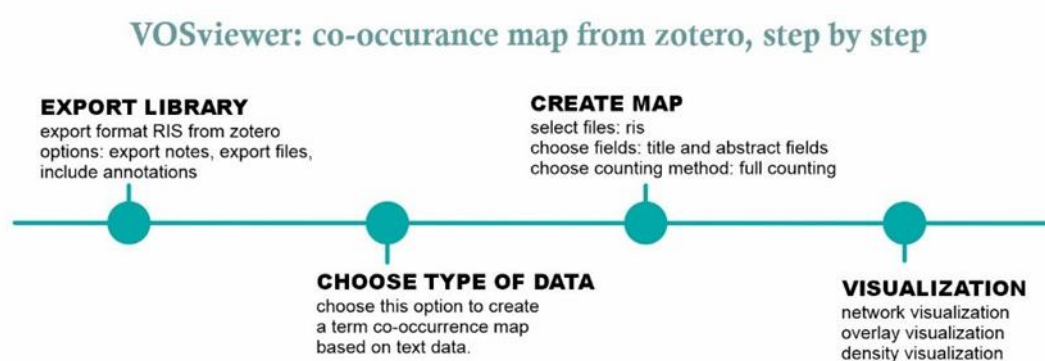 VOSviewer: co-occurance map from zotero, step by step
EXPORT LIBRARY
export format RIS from zotero
options: export notes, export files,
include annotations
CHOOSE TYPE OF DATA
choose this option to create
a term co-occurrence map
based on text data.
CREATE MAP
select files: ris
choose fields: title and abstract fields
choose counting method: full counting
VISUALIZATION
network visualization
overlay visualization
density visualization